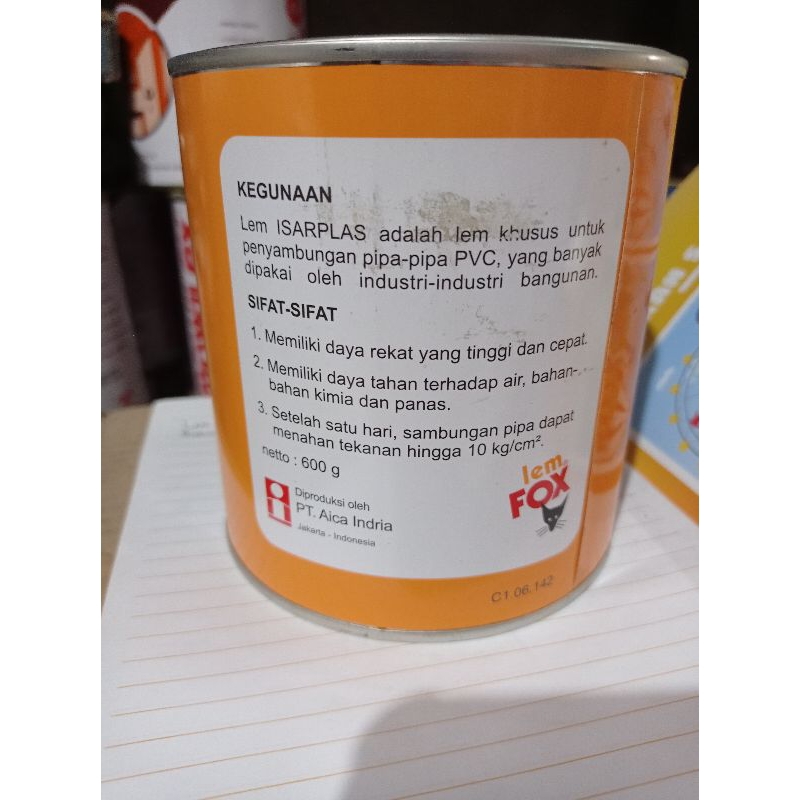 KEGUNAAN
Lem ISARPLAS adalah lem khusus untuk
penyambungan pipa-pipa PVC, yang banyak
dipakai oleh industri-industri bangunan.
SIFAT-SIFAT
1. Memiliki daya rekat yang tinggi dan cepat.
2. Memiliki daya tahan terhadap air, bahan-
bahan kimia dan panas.
3. Setelah satu hari, sambungan pipa dapat
menahan tekanan hingga 10 kg/cm².
netto : 600 g
Diproduksi oleh
PT. Aica Indria
Jakarta - Indonesia
lem
FOX
C1.06.142